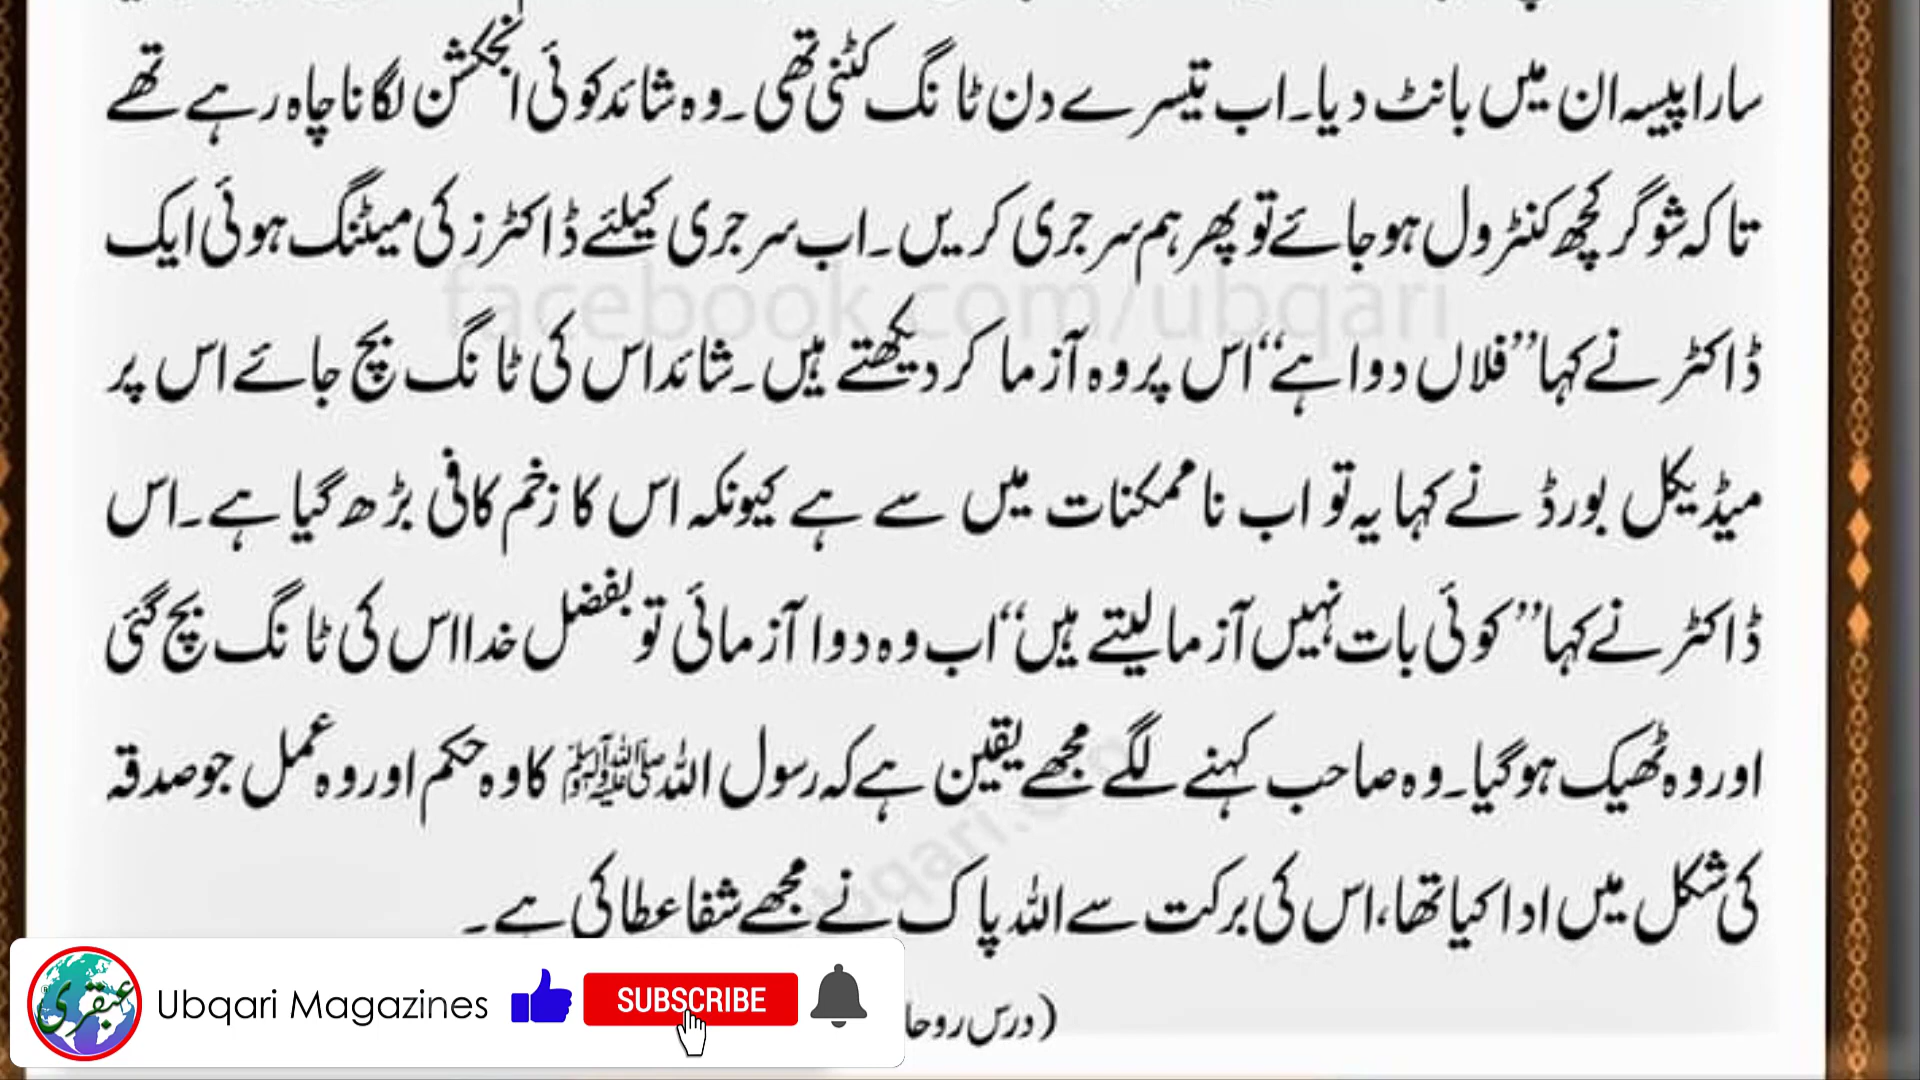 سارا پیسہ ان میں بانٹ دیا۔ اب تیسرے دن ٹانگ کٹنی تھی۔ وہ شائد کوئی انجکشن لگانا چاہ رہے تھے
تاکہ شوگر کچھ کنٹرول ہو جائے تو پھر ہم سرجری کریں۔ اب سرجری کیلئے ڈاکٹرز کی میٹنگ ہوئی ایک
facebook.com/ubqari
ڈاکٹر نے کہا ’’فلاں دوا ہے‘‘ اس پر وہ آزما کر دیکھتے ہیں۔ شائد اس کی ٹانگ بچ جائے اس پر
میڈیکل بورڈ نے کہا یہ تو اب ناممکنات میں سے ہے کیونکہ اس کا زخم کافی بڑھ گیا ہے۔ اس
ڈاکٹر نے کہا ’’کوئی بات نہیں آزما لیتے ہیں‘‘ اب وہ دوا آزمائی تو بفضل خدا اس کی ٹانگ بچ گئی
اور وہ ٹھیک ہو گیا۔ وہ صاحب کہنے لگے مجھے یقین ہے کہ رسول اللہ ﷺ کا وہ حکم اور وہ عمل جو صدقہ
کی شکل میں ادا کیا تھا، اس کی برکت سے اللہ پاک نے مجھے شفا عطا کی ہے۔
(درس روحا
عبقری
Ubqari Magazines
SUBSCRIBE